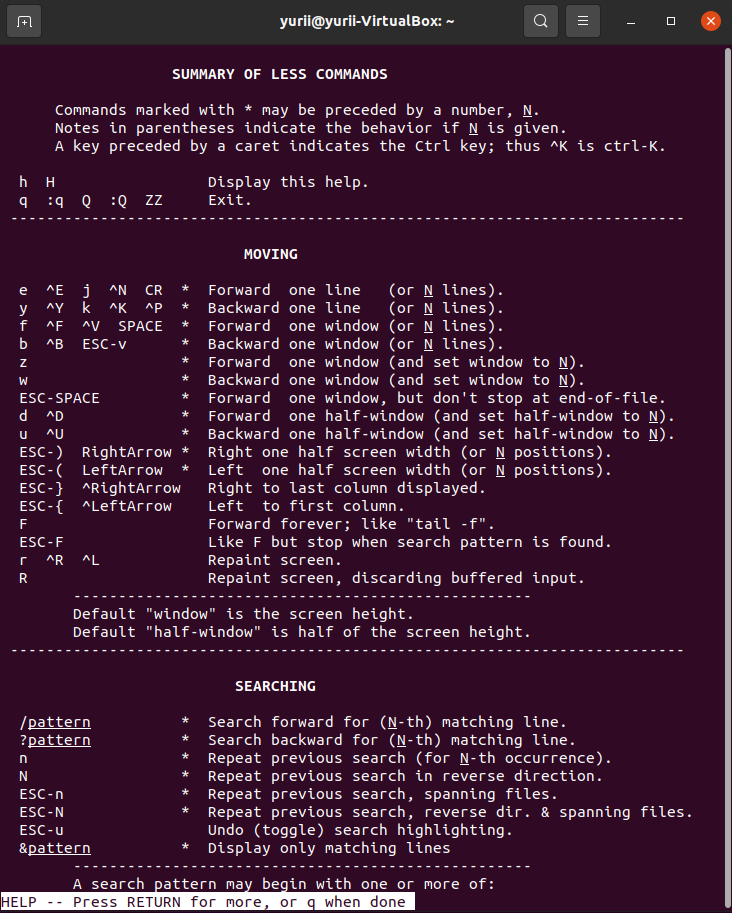 yurii@yurii-VirtualBox: ~
SUMMARY OF LESS COMMANDS
Commands marked with * may be preceded by a number, N.
Notes in parentheses indicate the behavior if N is given.
A key preceded by a caret indicates the Ctrl key; thus ^K is ctrl-K.
h  H                 Display this help.
q  :q  Q  :Q  ZZ     Exit.
---------------------------------------------------------------------------
MOVING
e  ^E  j  ^N  CR  *  Forward  one line   (or N lines).
y  ^Y  k  ^K  ^P  *  Backward one line   (or N lines).
f  ^F  ^V  SPACE  *  Forward  one window (or N lines).
b  ^B  ESC-v      *  Backward one window (or N lines).
z                 *  Forward  one window (and set window to N).
w                 *  Backward one window (and set window to N).
ESC-SPACE         *  Forward  one window, but don't stop at end-of-file.
d  ^D             *  Forward  one half-window (and set half-window to N).
u  ^U             *  Backward one half-window (and set half-window to N).
ESC-)  RightArrow *  Right one half screen width (or N positions).
ESC-(  LeftArrow  *  Left  one half screen width (or N positions).
ESC-}  ^RightArrow   Right to last column displayed.
ESC-{  ^LeftArrow    Left  to first column.
F                    Forward forever; like "tail -f".
ESC-F                Like F but stop when search pattern is found.
r  ^R  ^L            Repaint screen.
R                    Repaint screen, discarding buffered input.
---------------------------------------------------
Default "window" is the screen height.
Default "half-window" is half of the screen height.
---------------------------------------------------------------------------
SEARCHING
/pattern          *  Search forward for (N-th) matching line.
?pattern          *  Search backward for (N-th) matching line.
n                 *  Repeat previous search (for N-th occurrence).
N                 *  Repeat previous search in reverse direction.
ESC-n             *  Repeat previous search, spanning files.
ESC-N             *  Repeat previous search, reverse dir. & spanning files.
ESC-u                Undo (toggle) search highlighting.
&pattern          *  Display only matching lines
---------------------------------------------------
A search pattern may begin with one or more of:
HELP -- Press RETURN for more, or q when done